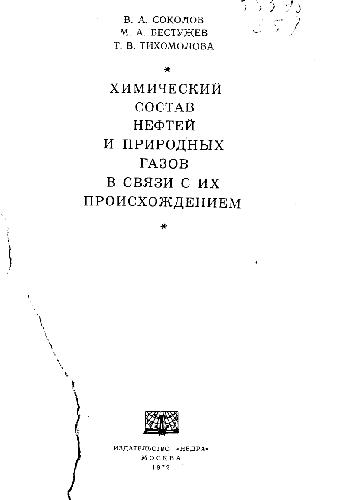 В. А. СОКОЛОВ
М. А. БЕСТУЖЕВ
Т. В. ТИХОМОЛОВА
*
ХИМИЧЕСКИЙ
СОСТАВ
НЕФТЕЙ
И ПРИРОДНЫХ
ГАЗОВ
В СВЯЗИ С ИХ
ПРОИСХОЖДЕНИЕМ
*
ИЗДАТЕЛЬСТВО «НЕДРА»
МОСКВА
1972